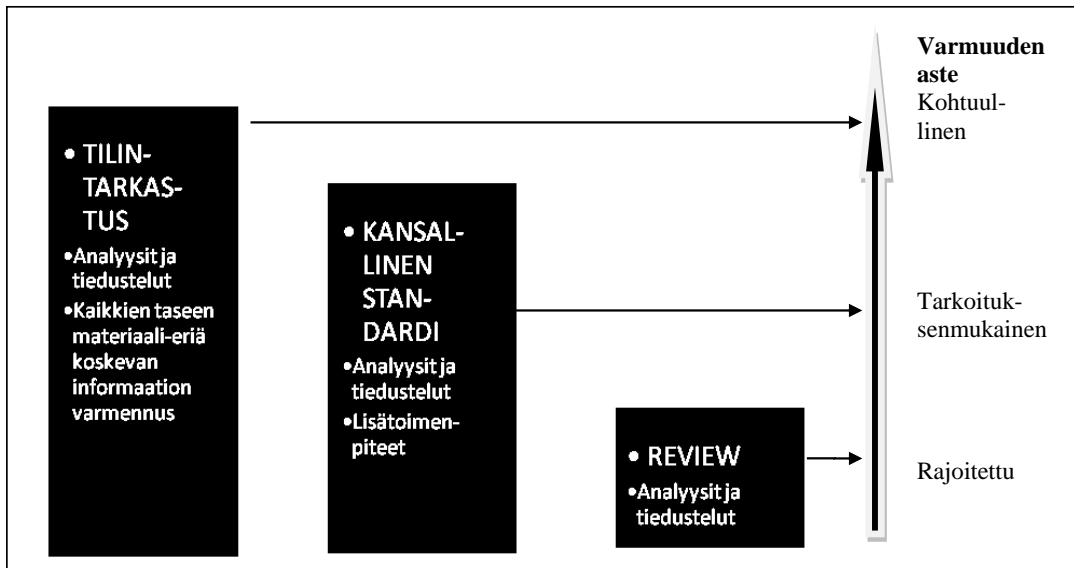 • TILIN-
TARKAS-
TUS
•Analyysit ja
tiedustelut
•Kaikkien taseen
materiaali-eriä
koskevan
informaation
varmennus
• KANSAL-
LINEN
STAN-
DARDI
•Analyysit ja
tiedustelut
•Lisätoimen-
piteet
• REVIEW
•Analyysit ja
tiedustelut
Varmuuden
aste
Kohtuul-
linen
Tarkoituk-
senmukainen
Rajoitettu